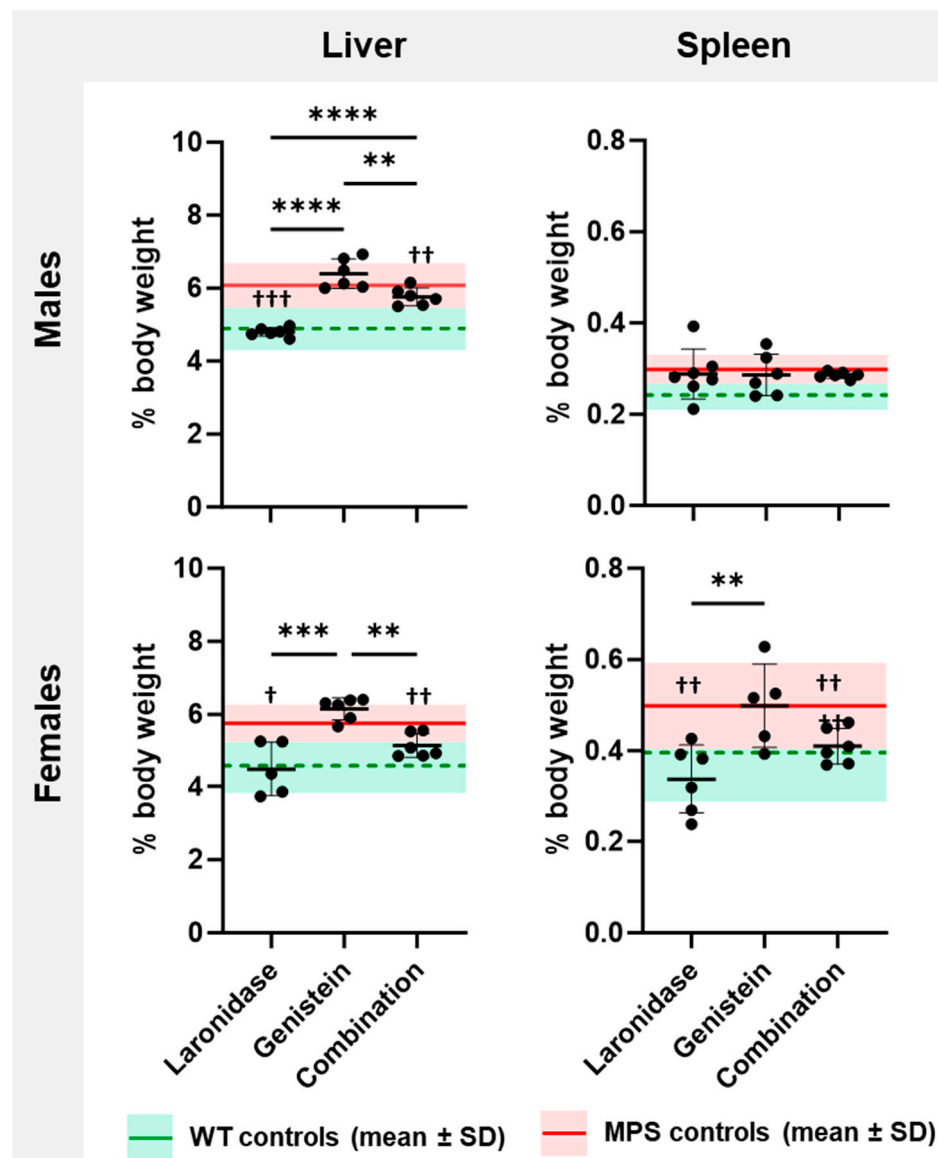 Liver
Spleen
Males
% body weight
10
8
6
4
2
0
****
**
****
†††
††
% body weight
0.8
0.6
0.4
0.2
0.0
Females
% body weight
10
8
6
4
2
0
***
**
†
††
Laronidase
Genistein
Combination
% body weight
0.8
0.6
0.4
0.2
0.0
**
††
††
††
Laronidase
Genistein
Combination
WT controls (mean ± SD)
MPS controls (mean ± SD)